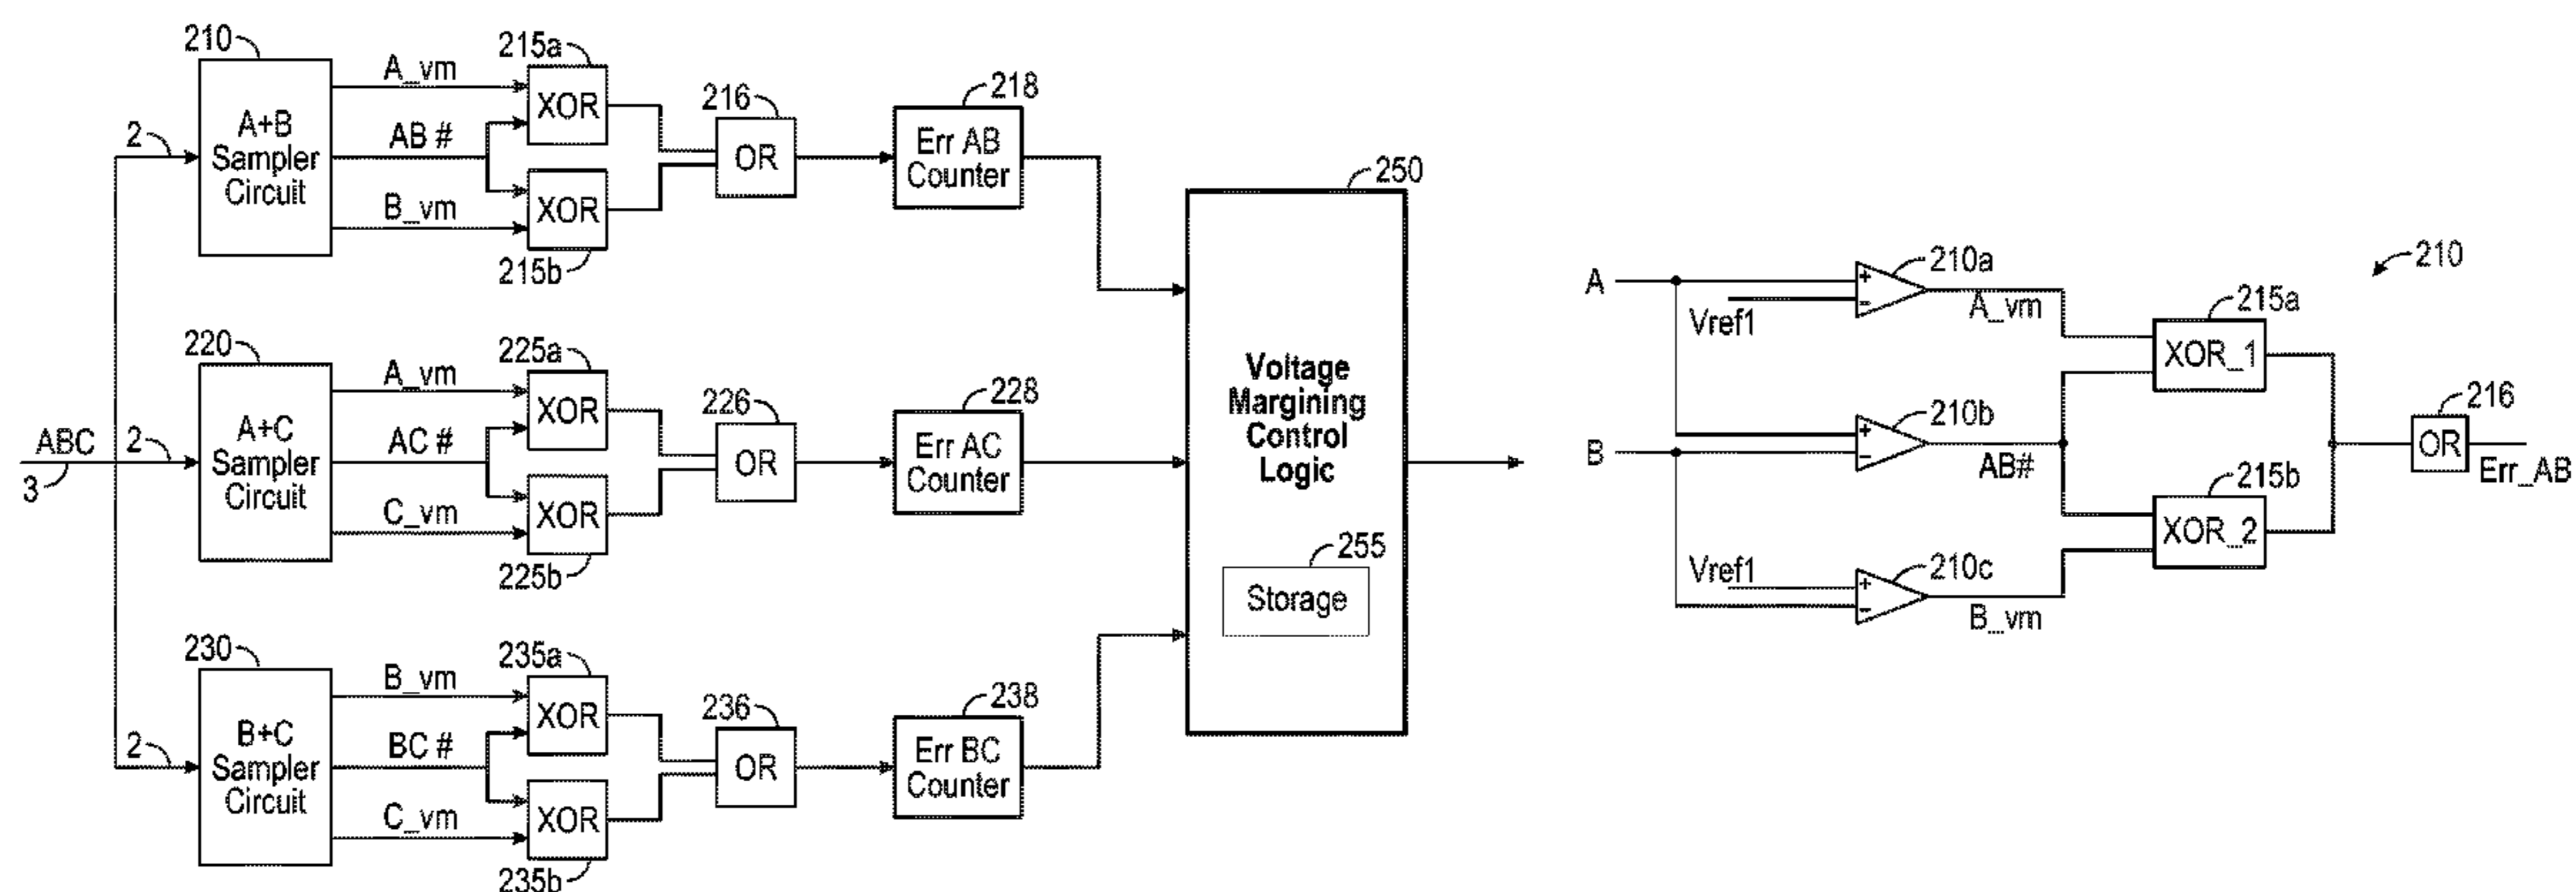 210
A+B
Sampler
Circuit
2
A_vm
AB #
B_vm
215a
XOR
XOR
215b
216
OR
218
Err AB
Counter
ABC
3
220
A+C
Sampler
Circuit
2
A_vm
AC #
C_vm
225a
XOR
XOR
225b
226
OR
228
Err AC
Counter
230
B+C
Sampler
Circuit
2
B_vm
BC #
C_vm
235a
XOR
XOR
235b
236
OR
238
Err BC
Counter
250
Voltage
Margining
Control
Logic
255
Storage
210
A
Vref1
+
−
210a
A_vm
B
+
−
210b
AB#
Vref1
+
−
210c
B_vm
215a
XOR_1
215b
XOR_2
216
OR
Err_AB